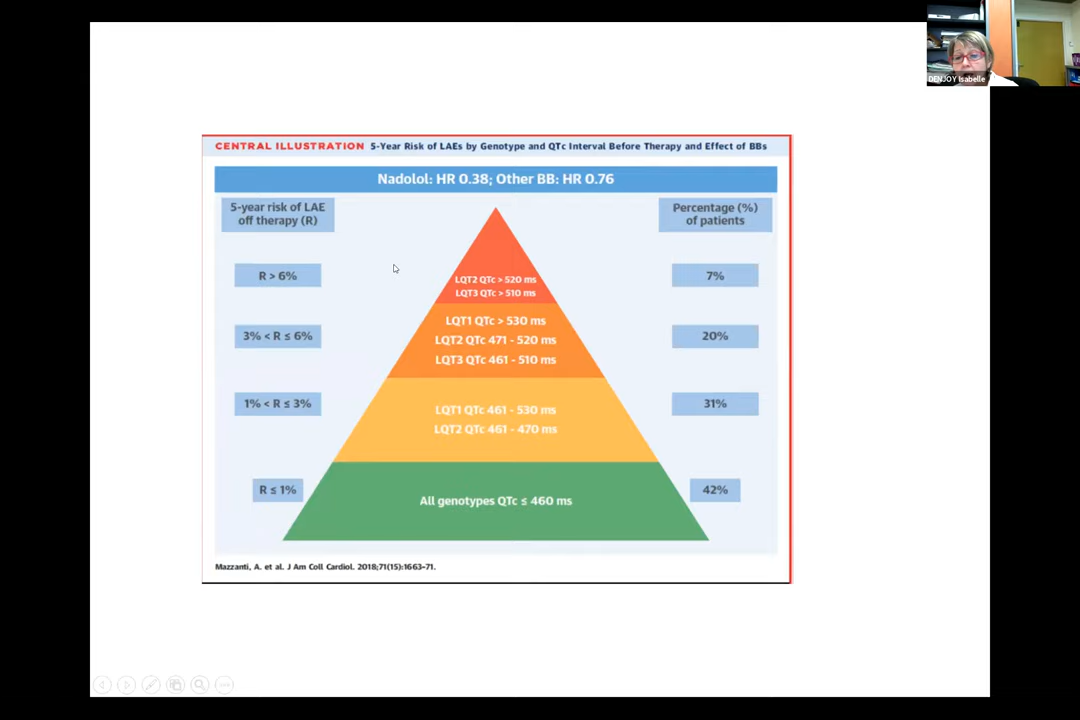 DENJOY Isabelle
CENTRAL ILLUSTRATION 5-Year Risk of LAEs by Genotype and QTc Interval Before Therapy and Effect of BBs
Nadolol: HR 0.38; Other BB: HR 0.76
5-year risk of LAE
off therapy (R)
Percentage (%)
of patients
R > 6%
LQT2 QTc > 520 ms
LQT3 QTc > 510 ms
7%
3% < R ≤ 6%
LQT1 QTc > 530 ms
LQT2 QTc 471 - 520 ms
LQT3 QTc 461 - 510 ms
20%
1% < R ≤ 3%
LQT1 QTc 461 - 530 ms
LQT2 QTc 461 - 470 ms
31%
R ≤ 1%
All genotypes QTc ≤ 460 ms
42%
Mazzanti, A. et al. J Am Coll Cardiol. 2018;71(15):1663–71.